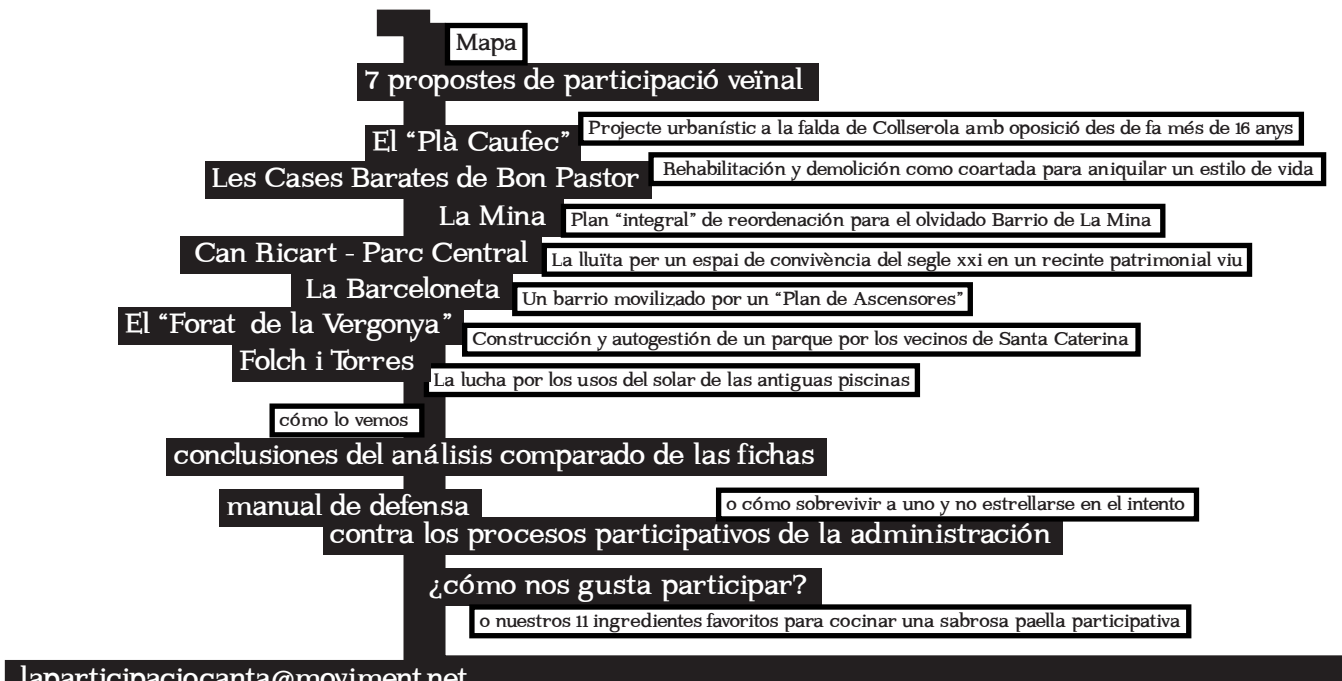 Mapa
7 propostes de participació veïnal
El “Plà Caufec”
Projecte urbanístic a la falda de Collserola amb oposició des de fa més de 16 anys
Les Cases Barates de Bon Pastor
Rehabilitación y demolición como coartada para aniquilar un estilo de vida
La Mina
Plan “integral” de reordenación para el olvidado Barrio de La Mina
Can Ricart - Parc Central
La lluïta per un espai de convivència del segle xxi en un recinte patrimonial viu
La Barceloneta
Un barrio movilizado por un “Plan de Ascensores”
El “Forat de la Vergonya”
Construcción y autogestión de un parque por los vecinos de Santa Caterina
Folch i Torres
La lucha por los usos del solar de las antiguas piscinas
cómo lo vemos
conclusiones del análisis comparado de las fichas
manual de defensa
o cómo sobrevivir a uno y no estrellarse en el intento
contra los procesos participativos de la administración
¿cómo nos gusta participar?
o nuestros 11 ingredientes favoritos para cocinar una sabrosa paella participativa
laparticipaciocanta@moviment.net